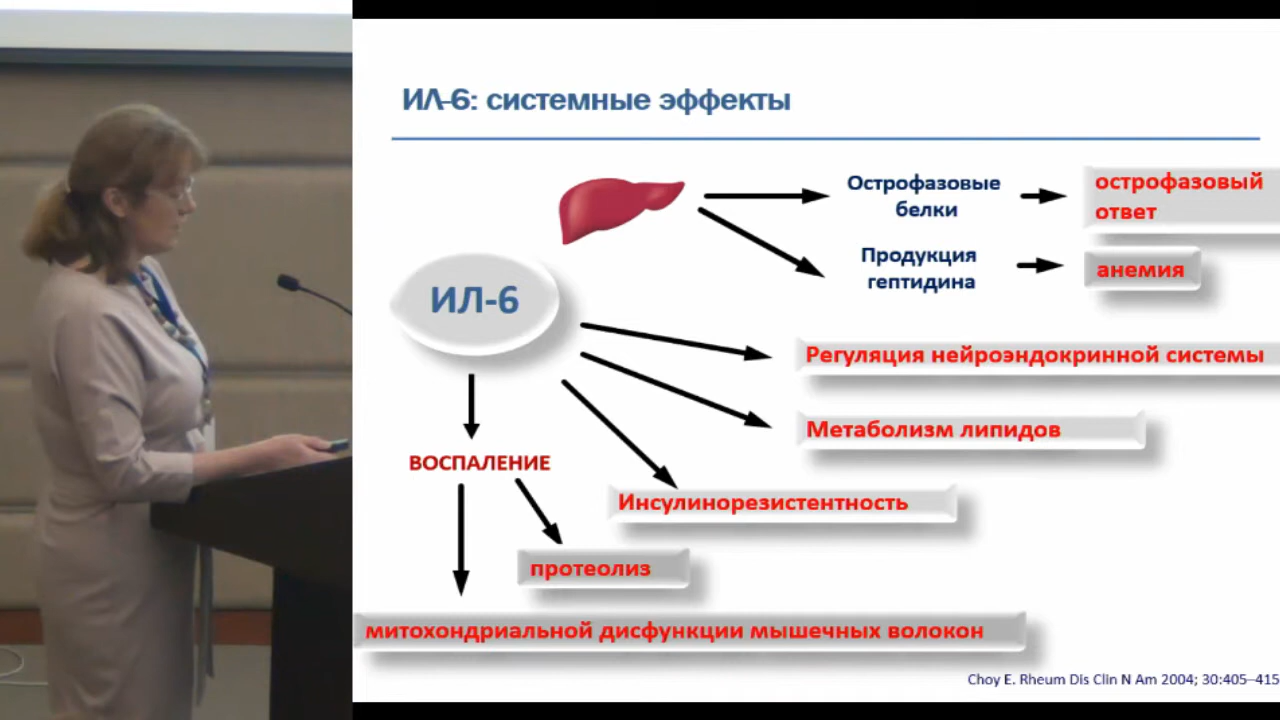 ИЛ-6: системные эффекты
Острофазовые
белки
острофазовый
ответ
Продукция
гептидина
анемия
ИЛ-6
Регуляция нейроэндокринной системы
Метаболизм липидов
ВОСПАЛЕНИЕ
Инсулинорезистентность
протеолиз
митохондриальной дисфункции мышечных волокон
Choy E. Rheum Dis Clin N Am 2004; 30:405–415